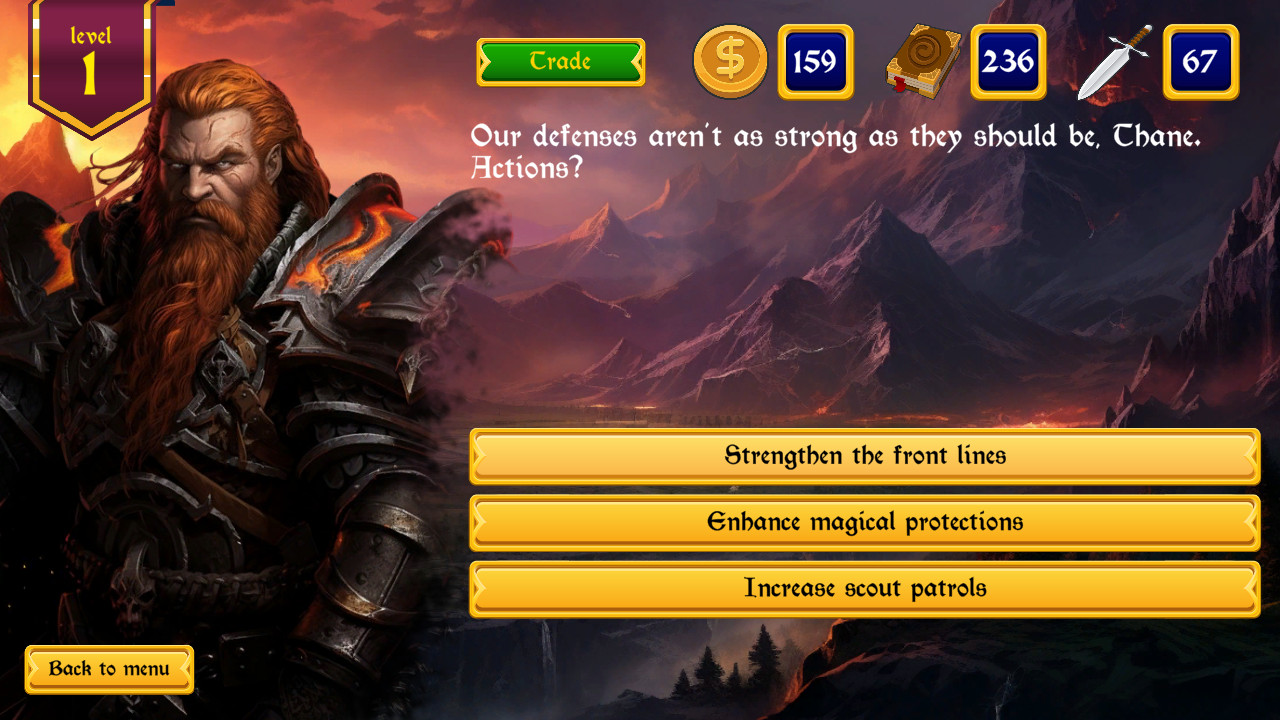 level
1
Trade
$
159
236
67
Our defenses aren't as strong as they should be, Thane.
Actions?
Strengthen the front lines
Enhance magical protections
Increase scout patrols
Back to menu